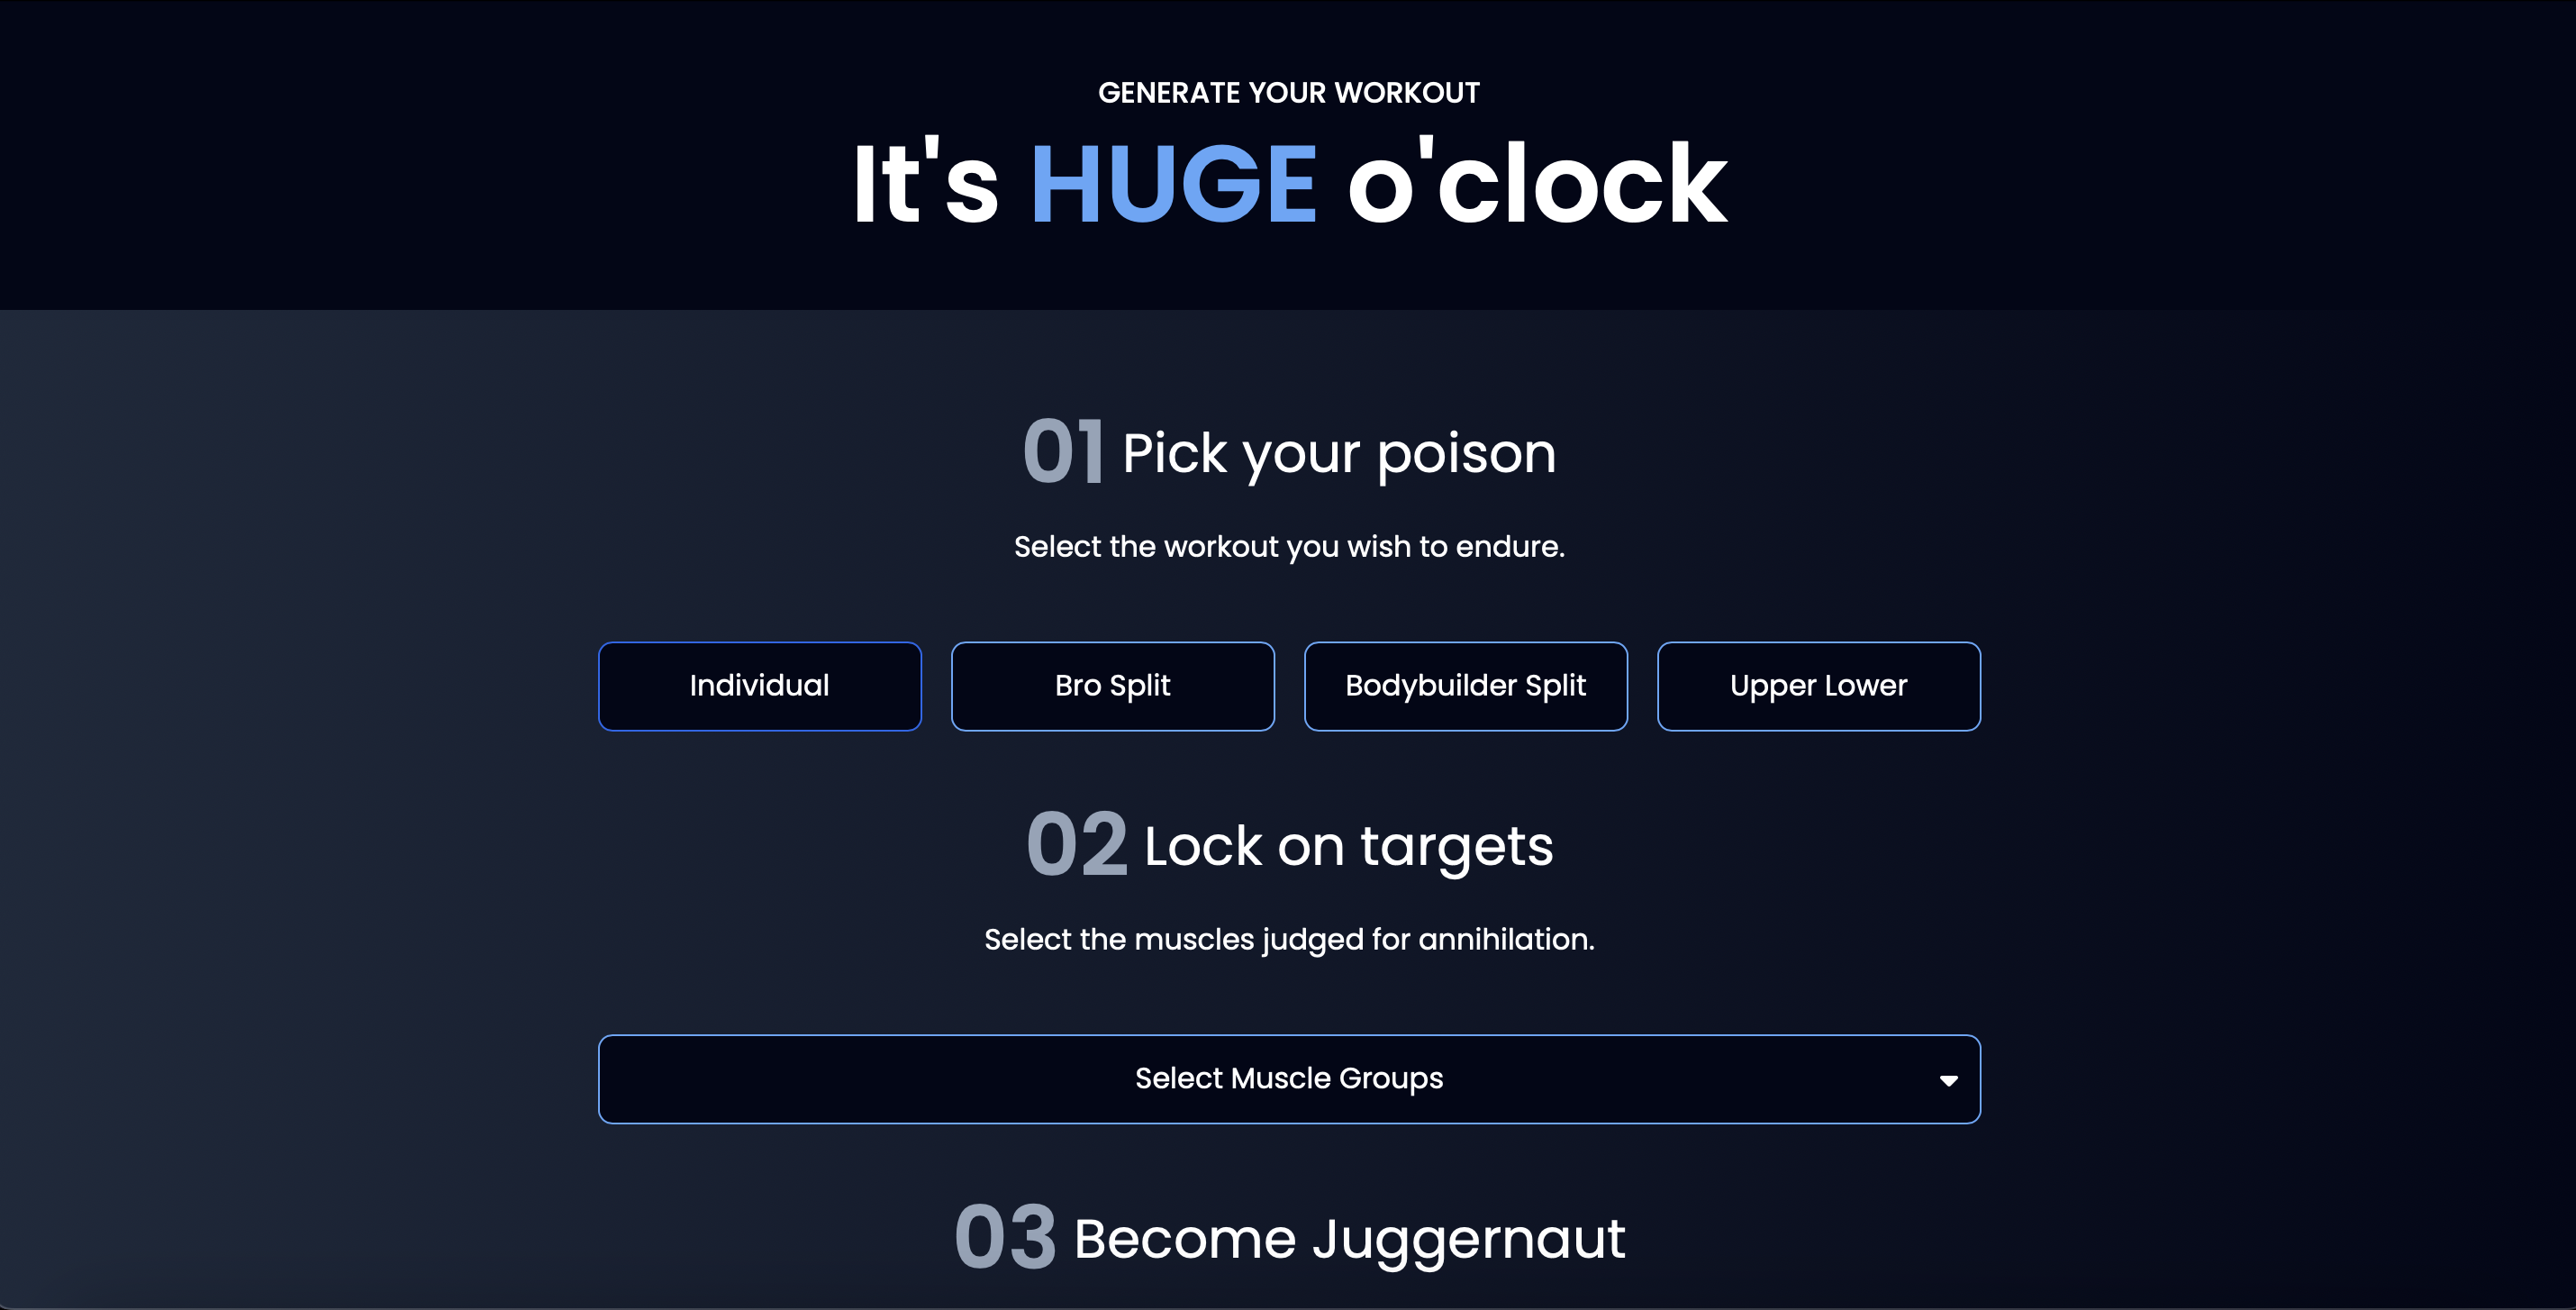 GENERATE YOUR WORKOUT
It's HUGE o'clock
01 Pick your poison
Select the workout you wish to endure.
Individual
Bro Split
Bodybuilder Split
Upper Lower
02 Lock on targets
Select the muscles judged for annihilation.
Select Muscle Groups
03 Become Juggernaut